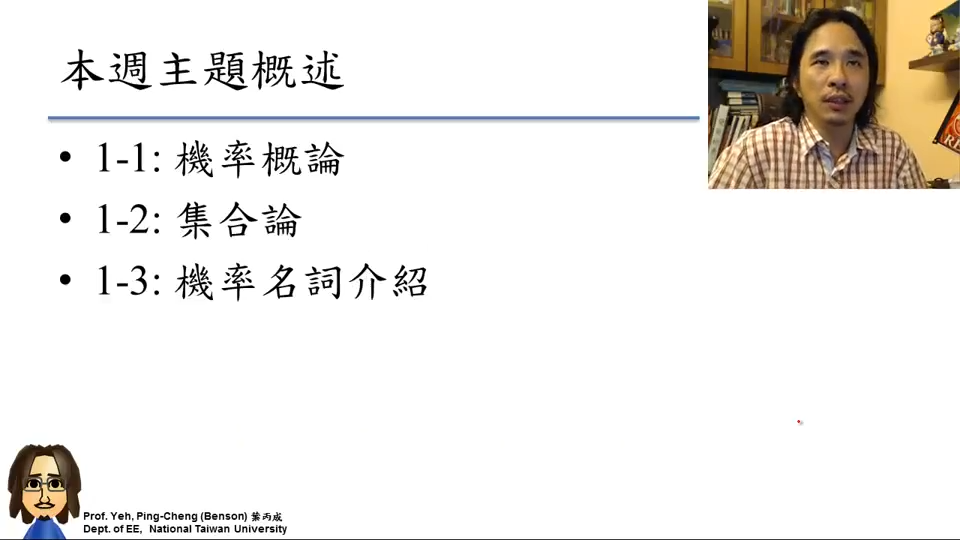 本週主題概述
• 1-1: 機率概論
• 1-2: 集合論
• 1-3: 機率名詞介紹
Prof. Yeh, Ping-Cheng (Benson) 葉丙成
Dept. of EE, National Taiwan University